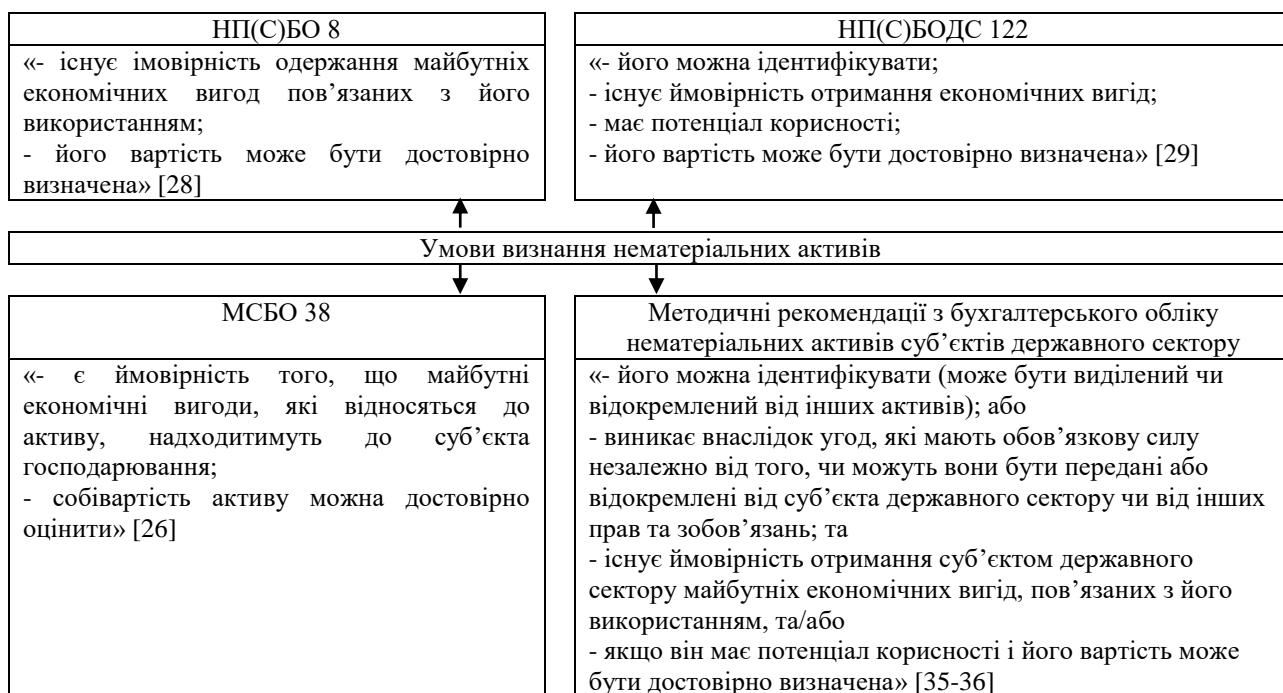 НП(С)БО 8
«- існує імовірність одержання майбутніх
економічних вигод пов’язаних з його
використанням;
- його вартість може бути достовірно
визначена» [28]
НП(С)БОДС 122
«- його можна ідентифікувати;
- існує ймовірність отримання економічних вигід;
- має потенціал корисності;
- його вартість може бути достовірно визначена» [29]
Умови визнання нематеріальних активів
МСБО 38
«- є ймовірність того, що майбутні
економічні вигоди, які відносяться до
активу, надходитимуть до суб’єкта
господарювання;
- собівартість активу можна достовірно
оцінити» [26]
Методичні рекомендації з бухгалтерського обліку
нематеріальних активів суб’єктів державного сектору
«- його можна ідентифікувати (може бути виділений чи
відокремлений від інших активів); або
- виникає внаслідок угод, які мають обов’язкову силу
незалежно від того, чи можуть вони бути передані або
відокремлені від суб’єкта державного сектору чи від інших
прав та зобов’язань; та
- існує ймовірність отримання суб’єктом державного
сектору майбутніх економічних вигід, пов’язаних з його
використанням, та/або
- якщо він має потенціал корисності і його вартість може
бути достовірно визначена» [35-36]